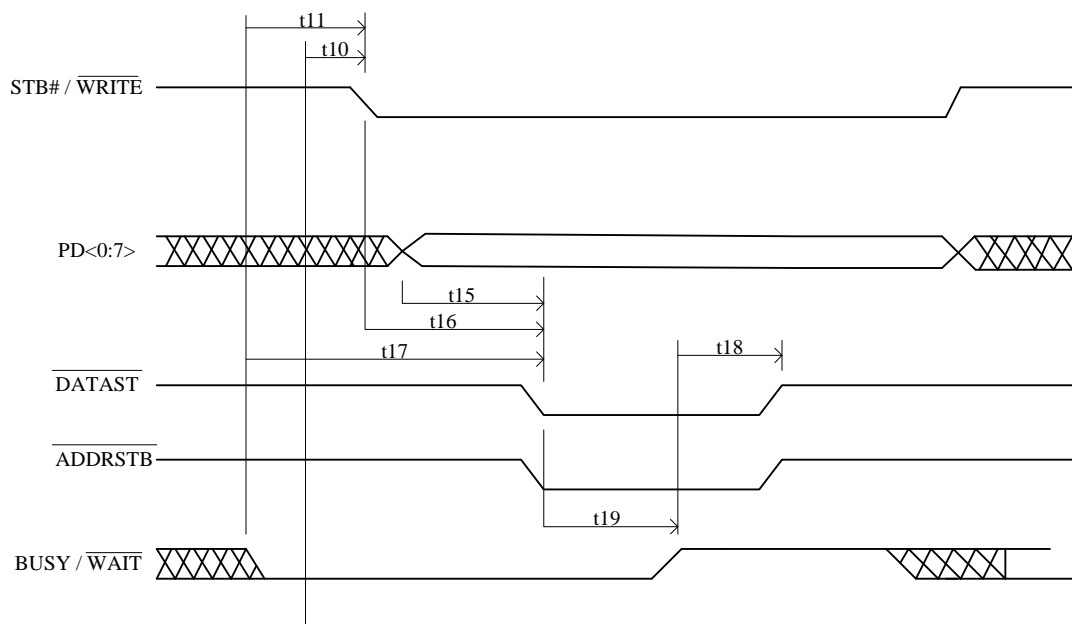 t11
t10
STB# / WRITE
PD<0:7>
t15
t16
t17
t18
DATAST
ADDRSTB
t19
BUSY / WAIT